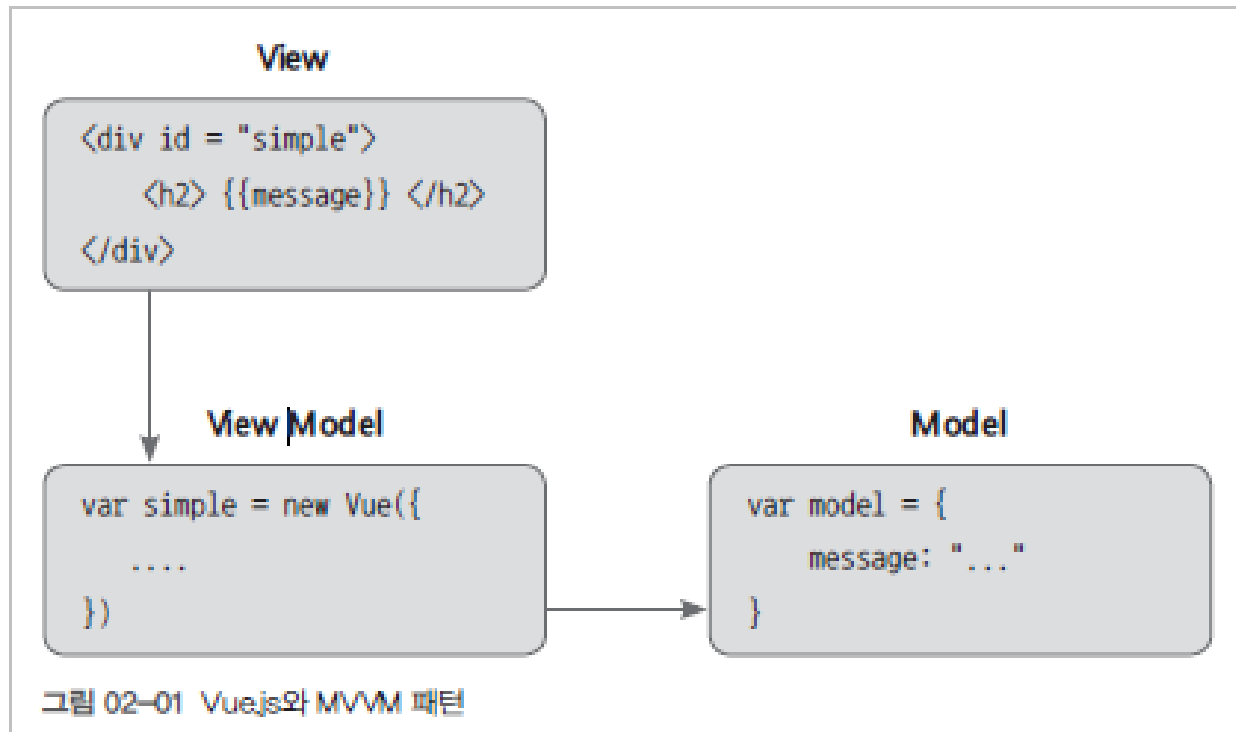 View
<div id = "simple">
<h2> {{message}} </h2>
</div>
View Model
var simple = new Vue({
....
})
Model
var model = {
message: "..."
}
그림 02-01 Vue.js와 MVVM 패턴